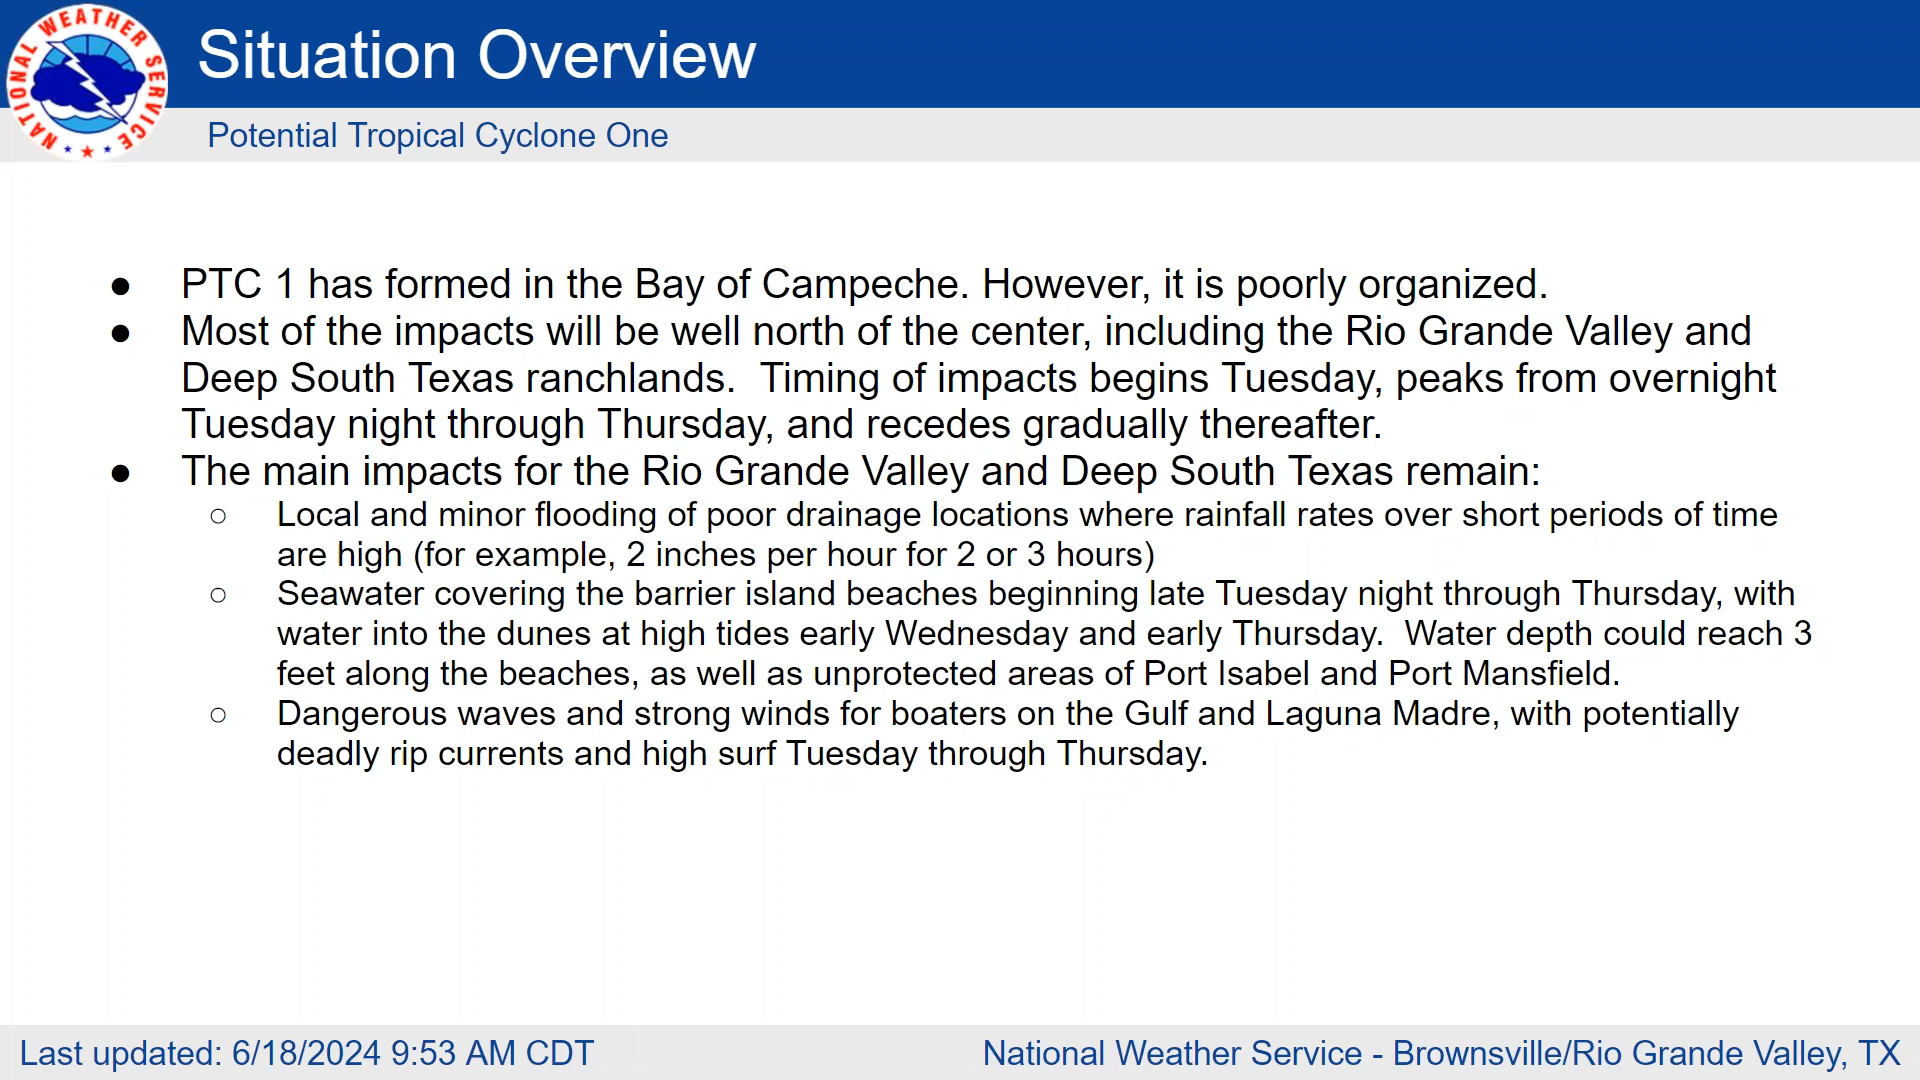 NATIONAL WEATHER SERVICE
Situation Overview
Potential Tropical Cyclone One
● PTC 1 has formed in the Bay of Campeche. However, it is poorly organized.
● Most of the impacts will be well north of the center, including the Rio Grande Valley and
Deep South Texas ranchlands.  Timing of impacts begins Tuesday, peaks from overnight
Tuesday night through Thursday, and recedes gradually thereafter.
● The main impacts for the Rio Grande Valley and Deep South Texas remain:
○ Local and minor flooding of poor drainage locations where rainfall rates over short periods of time
are high (for example, 2 inches per hour for 2 or 3 hours)
○ Seawater covering the barrier island beaches beginning late Tuesday night through Thursday, with
water into the dunes at high tides early Wednesday and early Thursday.  Water depth could reach 3
feet along the beaches, as well as unprotected areas of Port Isabel and Port Mansfield.
○ Dangerous waves and strong winds for boaters on the Gulf and Laguna Madre, with potentially
deadly rip currents and high surf Tuesday through Thursday.
Last updated: 6/18/2024 9:53 AM CDT
National Weather Service - Brownsville/Rio Grande Valley, TX